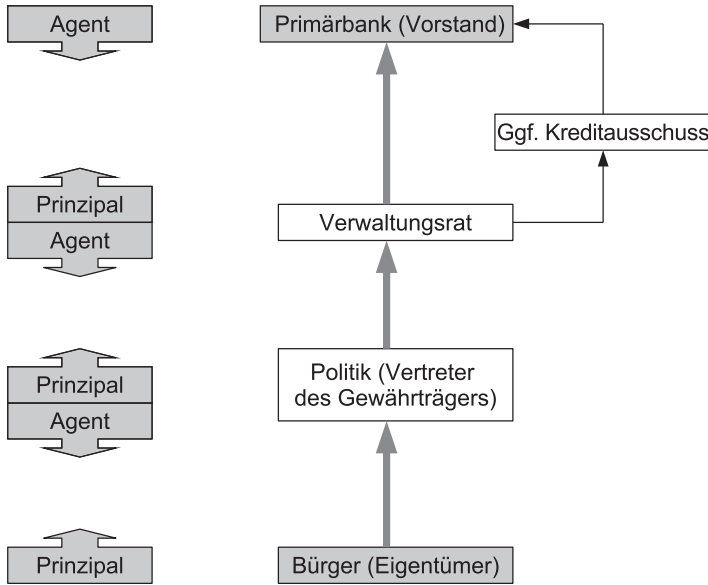 Agent
Primärbank (Vorstand)
Ggf. Kreditausschuss
Prinzipal
Agent
Verwaltungsrat
Prinzipal
Agent
Politik (Vertreter
des Gewährträgers)
Prinzipal
Bürger (Eigentümer)